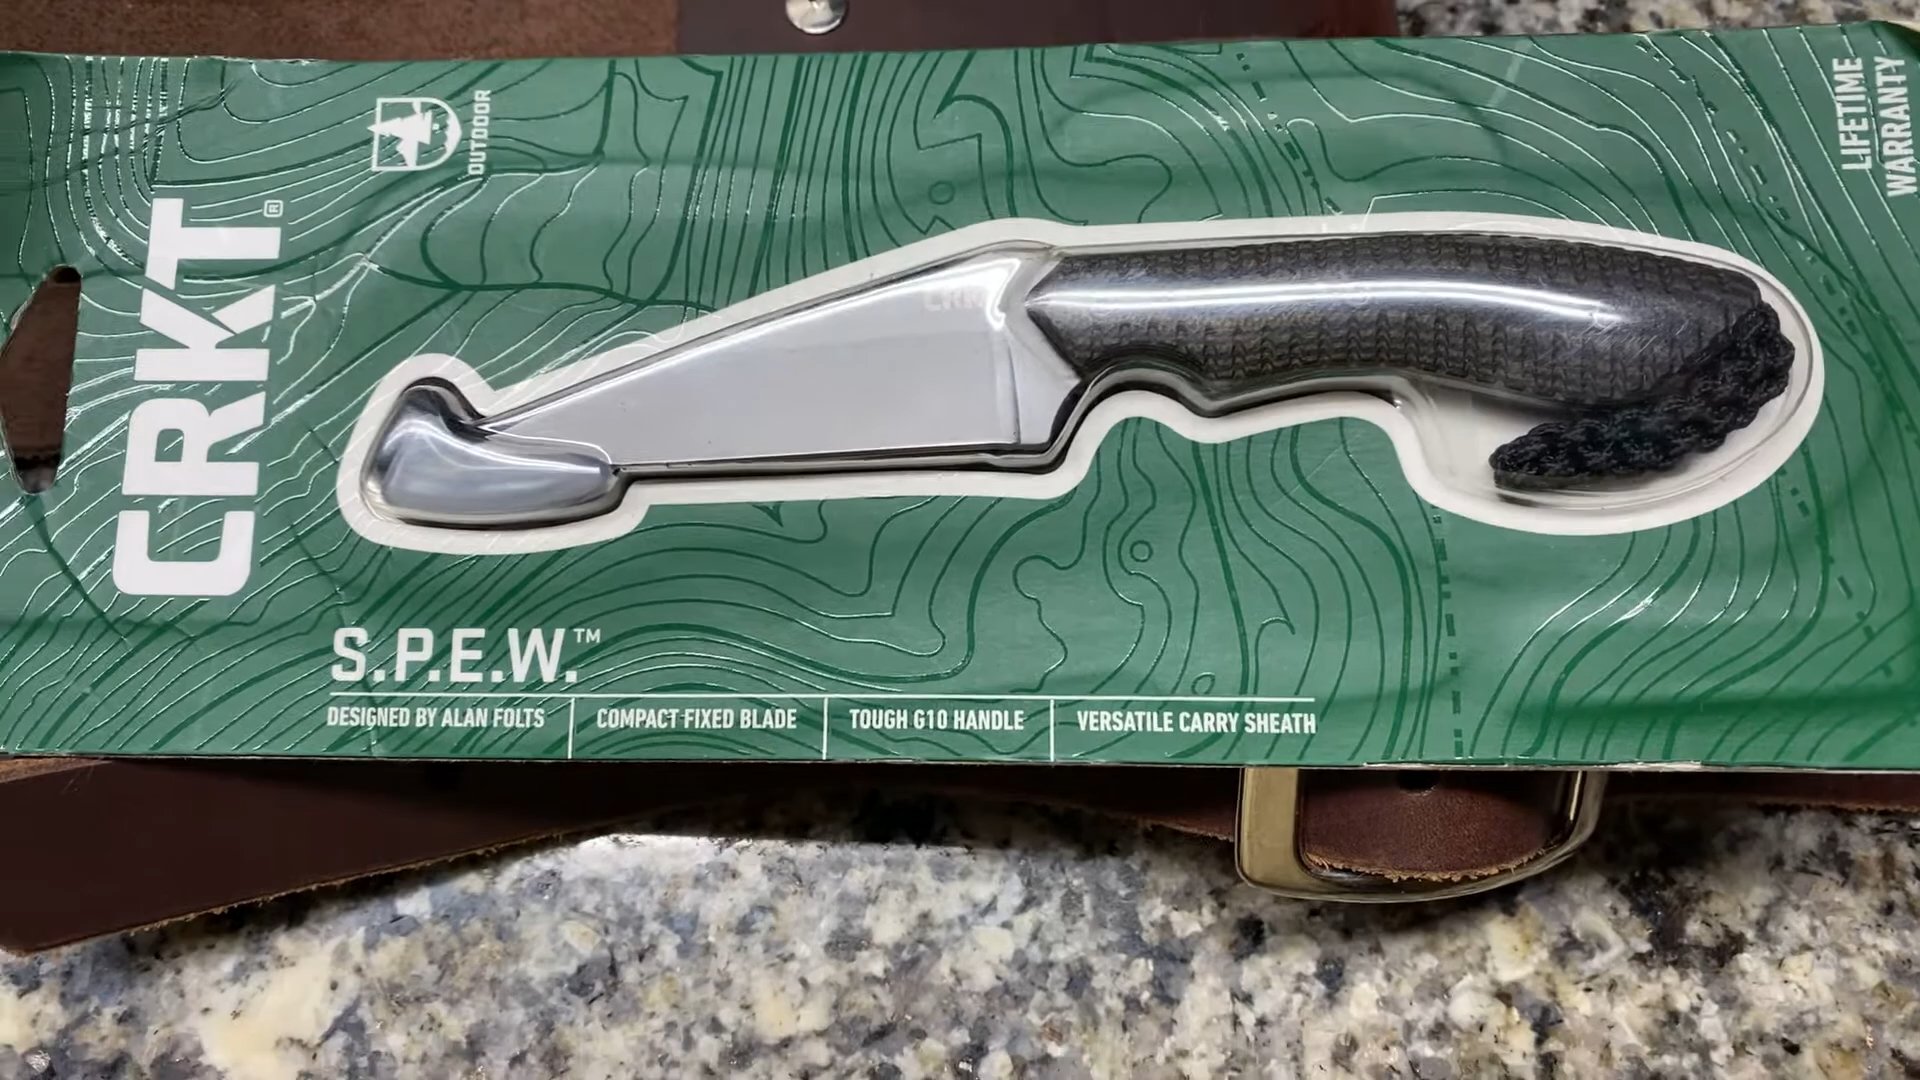 CRKT®
OUTDOOR
LIFETIME
WARRANTY
CRKT
S.P.E.W.™
DESIGNED BY ALAN FOLTS
COMPACT FIXED BLADE
TOUGH G10 HANDLE
VERSATILE CARRY SHEATH